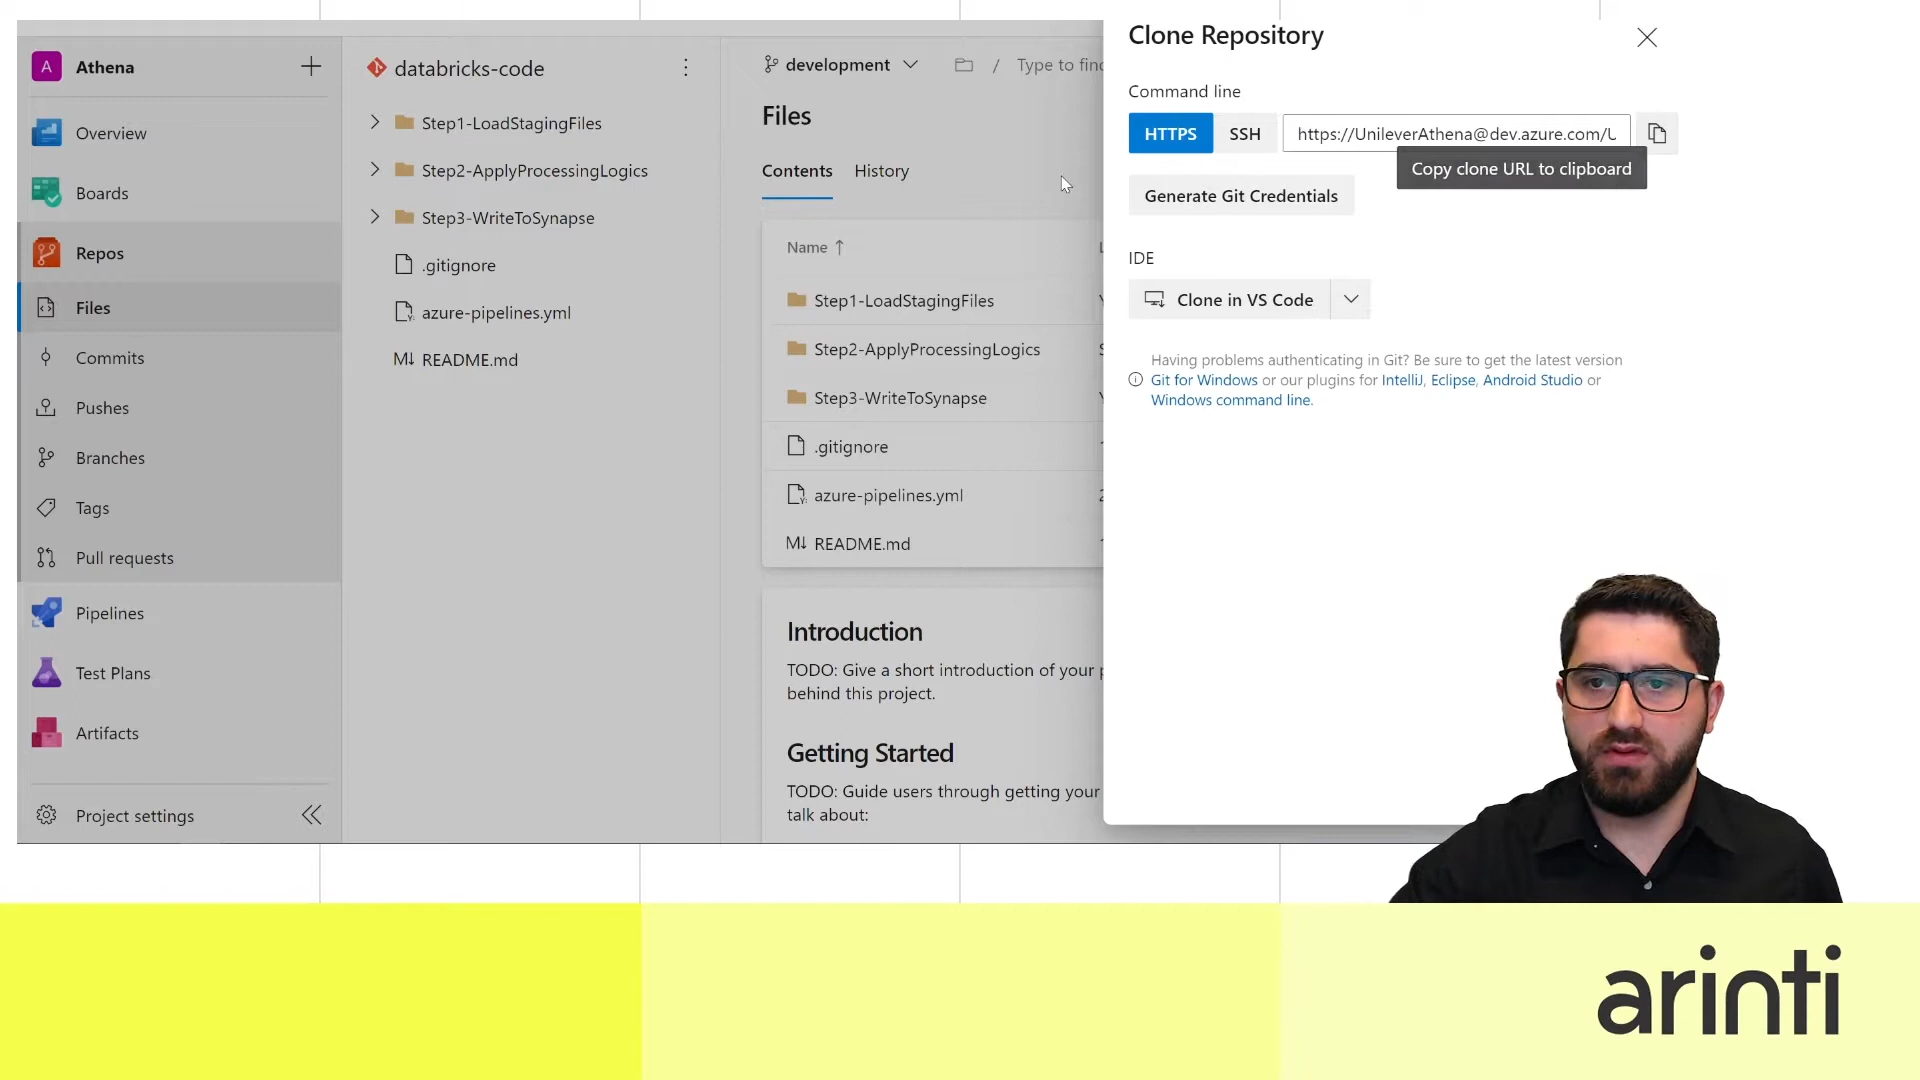 A Athena
Overview
Boards
Repos
Files
Commits
Pushes
Branches
Tags
Pull requests
Pipelines
Test Plans
Artifacts
Project settings
databricks-code
Step1-LoadStagingFiles
Step2-ApplyProcessingLogics
Step3-WriteToSynapse
.gitignore
azure-pipelines.yml
README.md
development
/ Type to find
Files
Contents History
Name
Step1-LoadStagingFiles
Step2-ApplyProcessingLogics
Step3-WriteToSynapse
.gitignore
azure-pipelines.yml
README.md
Introduction
TODO: Give a short introduction of your
behind this project.
Getting Started
TODO: Guide users through getting your
talk about:
Clone Repository
Command line
HTTPS SSH https://UnileverAthena@dev.azure.com/U
Copy clone URL to clipboard
Generate Git Credentials
IDE
Clone in VS Code
Having problems authenticating in Git? Be sure to get the latest version
Git for Windows or our plugins for IntelliJ, Eclipse, Android Studio or
Windows command line.
arinti